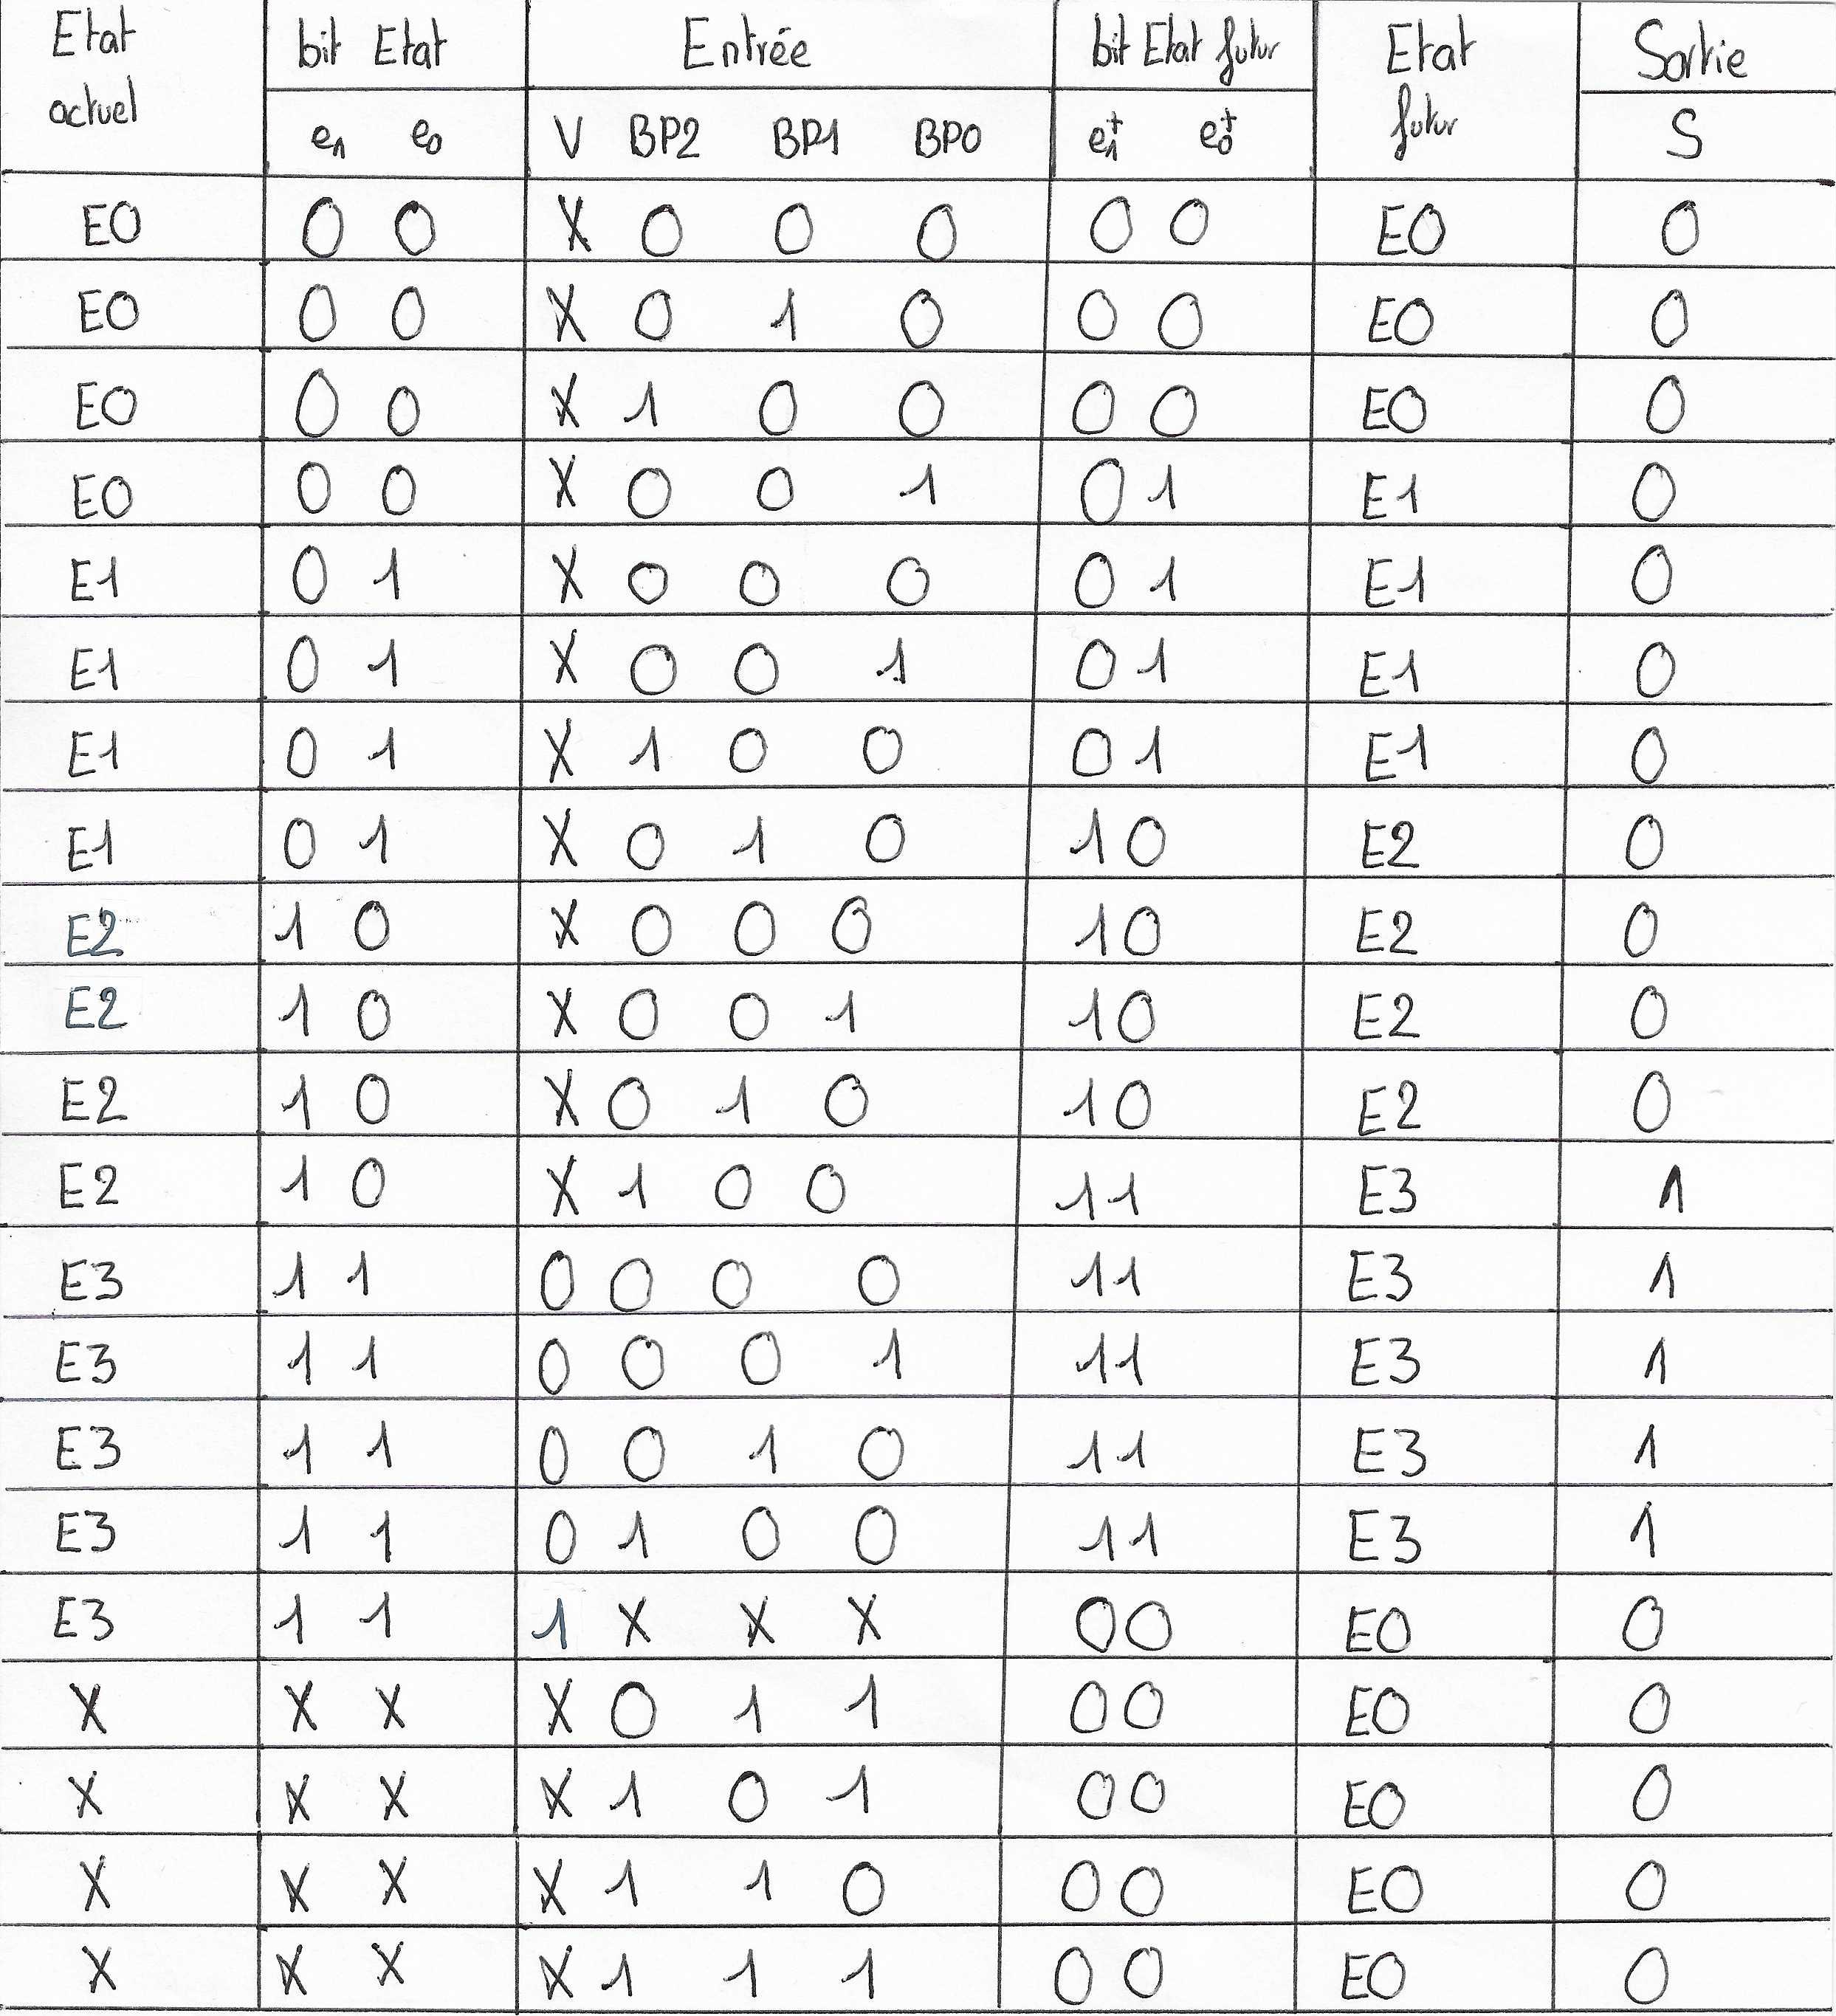 Etat actuel bit Etat Entrée bit Etat futur Etat futur Sortie
e1 e0 V BP2 BP1 BP0 e1+ e0+ S
E0 0 0 X 0 0 0 0 0 E0 0
E0 0 0 X 0 1 0 0 0 E0 0
E0 0 0 X 1 0 0 0 0 E0 0
E0 0 0 X 0 0 1 0 1 E1 0
E1 0 1 X 0 0 0 0 1 E1 0
E1 0 1 X 0 0 1 0 1 E1 0
E1 0 1 X 1 0 0 0 1 E1 0
E1 0 1 X 0 1 0 1 0 E2 0
E2 1 0 X 0 0 0 1 0 E2 0
E2 1 0 X 0 0 1 1 0 E2 0
E2 1 0 X 0 1 0 1 0 E2 0
E2 1 0 X 1 0 0 1 1 E3 1
E3 1 1 0 0 0 0 1 1 E3 1
E3 1 1 0 0 0 1 1 1 E3 1
E3 1 1 0 0 1 0 1 1 E3 1
E3 1 1 0 1 0 0 1 1 E3 1
E3 1 1 1 X X X 0 0 E0 0
X X X X 0 1 1 0 0 E0 0
X X X X 1 0 1 0 0 E0 0
X X X X 1 1 0 0 0 E0 0
X X X X 1 1 1 0 0 E0 0